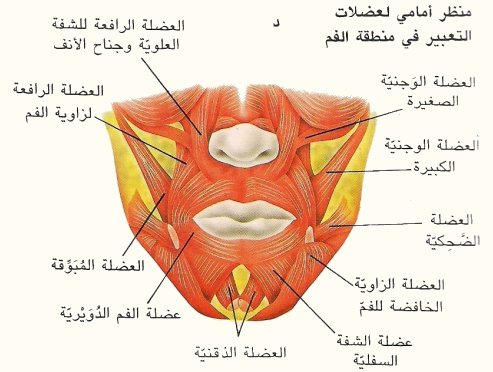 منظر أمامي لعضلات
التعبير في منطقة الفم
د
العضلة الرافعة للشفة
العلويّة وجناح الأنف
العضلة الوَجنيّة
الصغيرة
العضلة الرافعة
لزاوية الفم
العضلة الوجنيّة
الكبيرة
العضلة
الضَّحِكيّة
العضلة المُبَوِّقة
العضلة الزاويّة
الخافضة للفمّ
عضلة الفم الدُوَيْريّة
عضلة الشفة
السفليّة
العضلة الذقنيّة